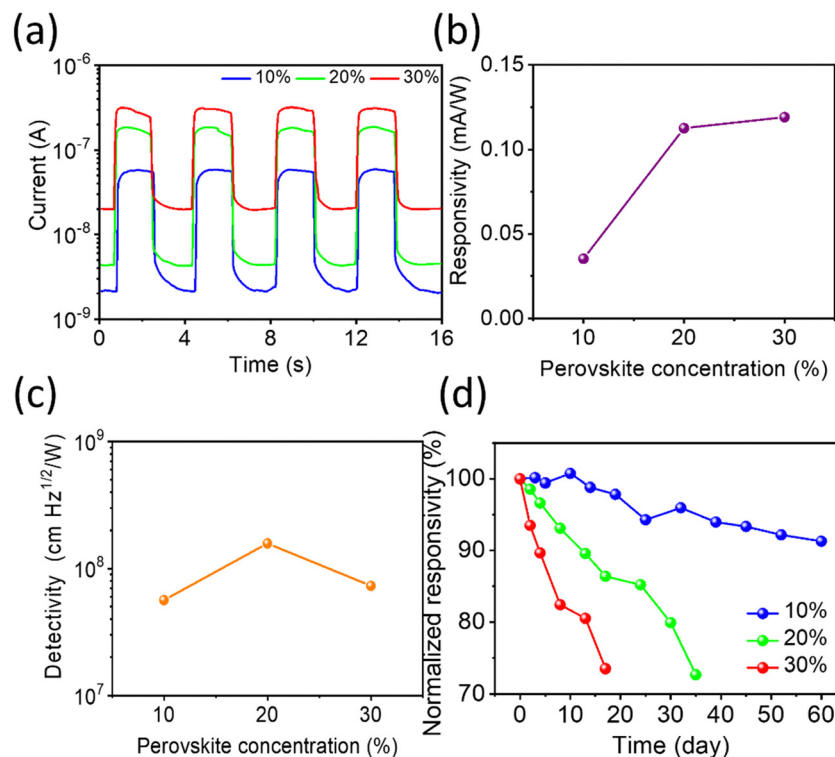 (a)
10% 20% 30%
10⁻⁶
10⁻⁷
10⁻⁸
10⁻⁹
Current (A)
0 4 8 12 16
Time (s)
(b)
0.15
0.10
0.05
0.00
Responsivity (mA/W)
10 20 30
Perovskite concentration (%)
(c)
10⁹
10⁸
10⁷
Detectivity (cm Hz¹ᐟ²/W)
10 20 30
Perovskite concentration (%)
(d)
100
90
80
70
Normalized responsivity (%)
10%
20%
30%
0 10 20 30 40 50 60
Time (day)